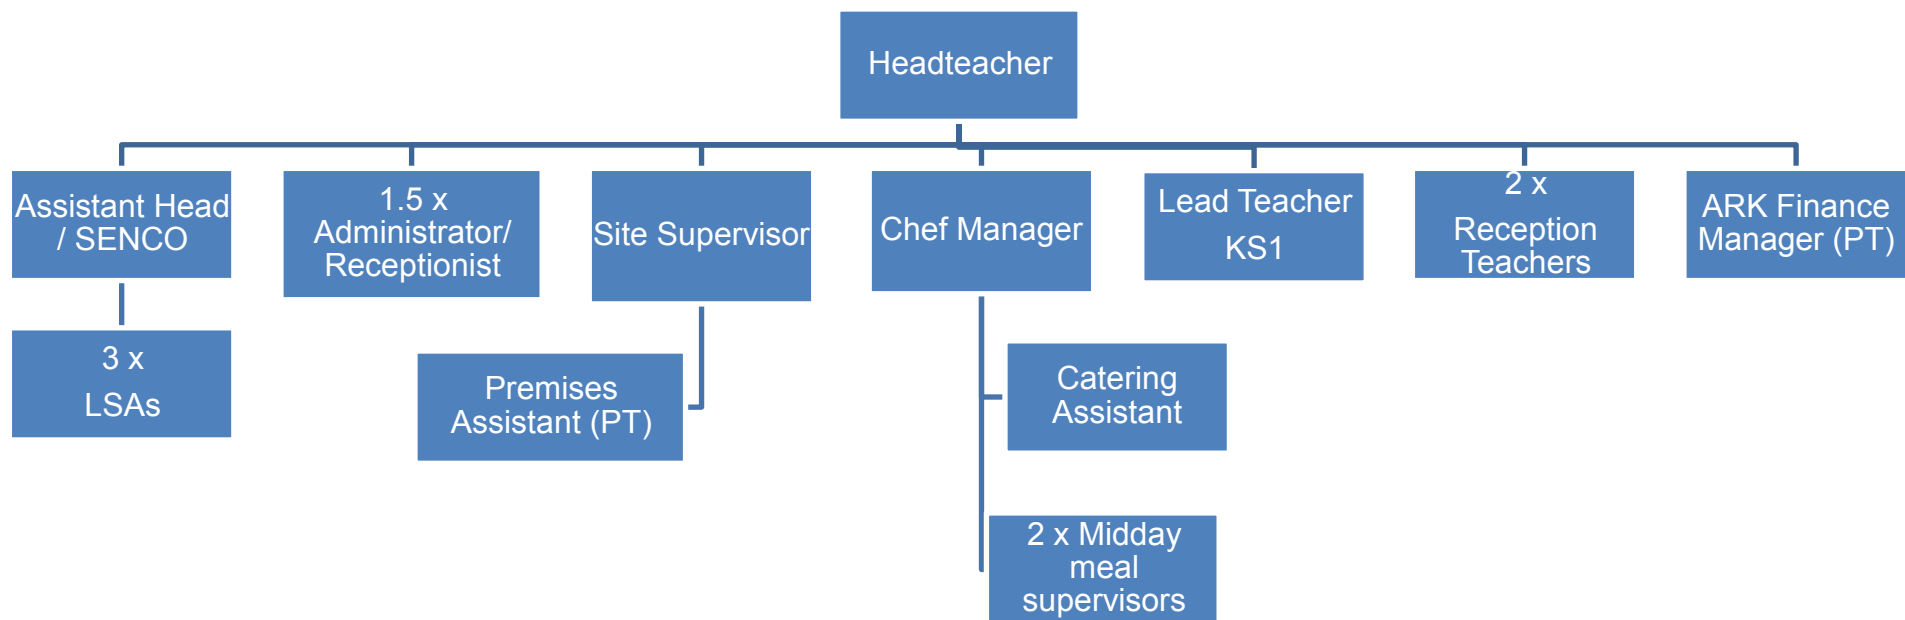 Headteacher
Assistant Head
/ SENCO
1.5 x
Administrator/
Receptionist
Site Supervisor
Chef Manager
Lead Teacher
KS1
2 x
Reception
Teachers
ARK Finance
Manager (PT)
3 x
LSAs
Premises
Assistant (PT)
Catering
Assistant
2 x Midday
meal
supervisors